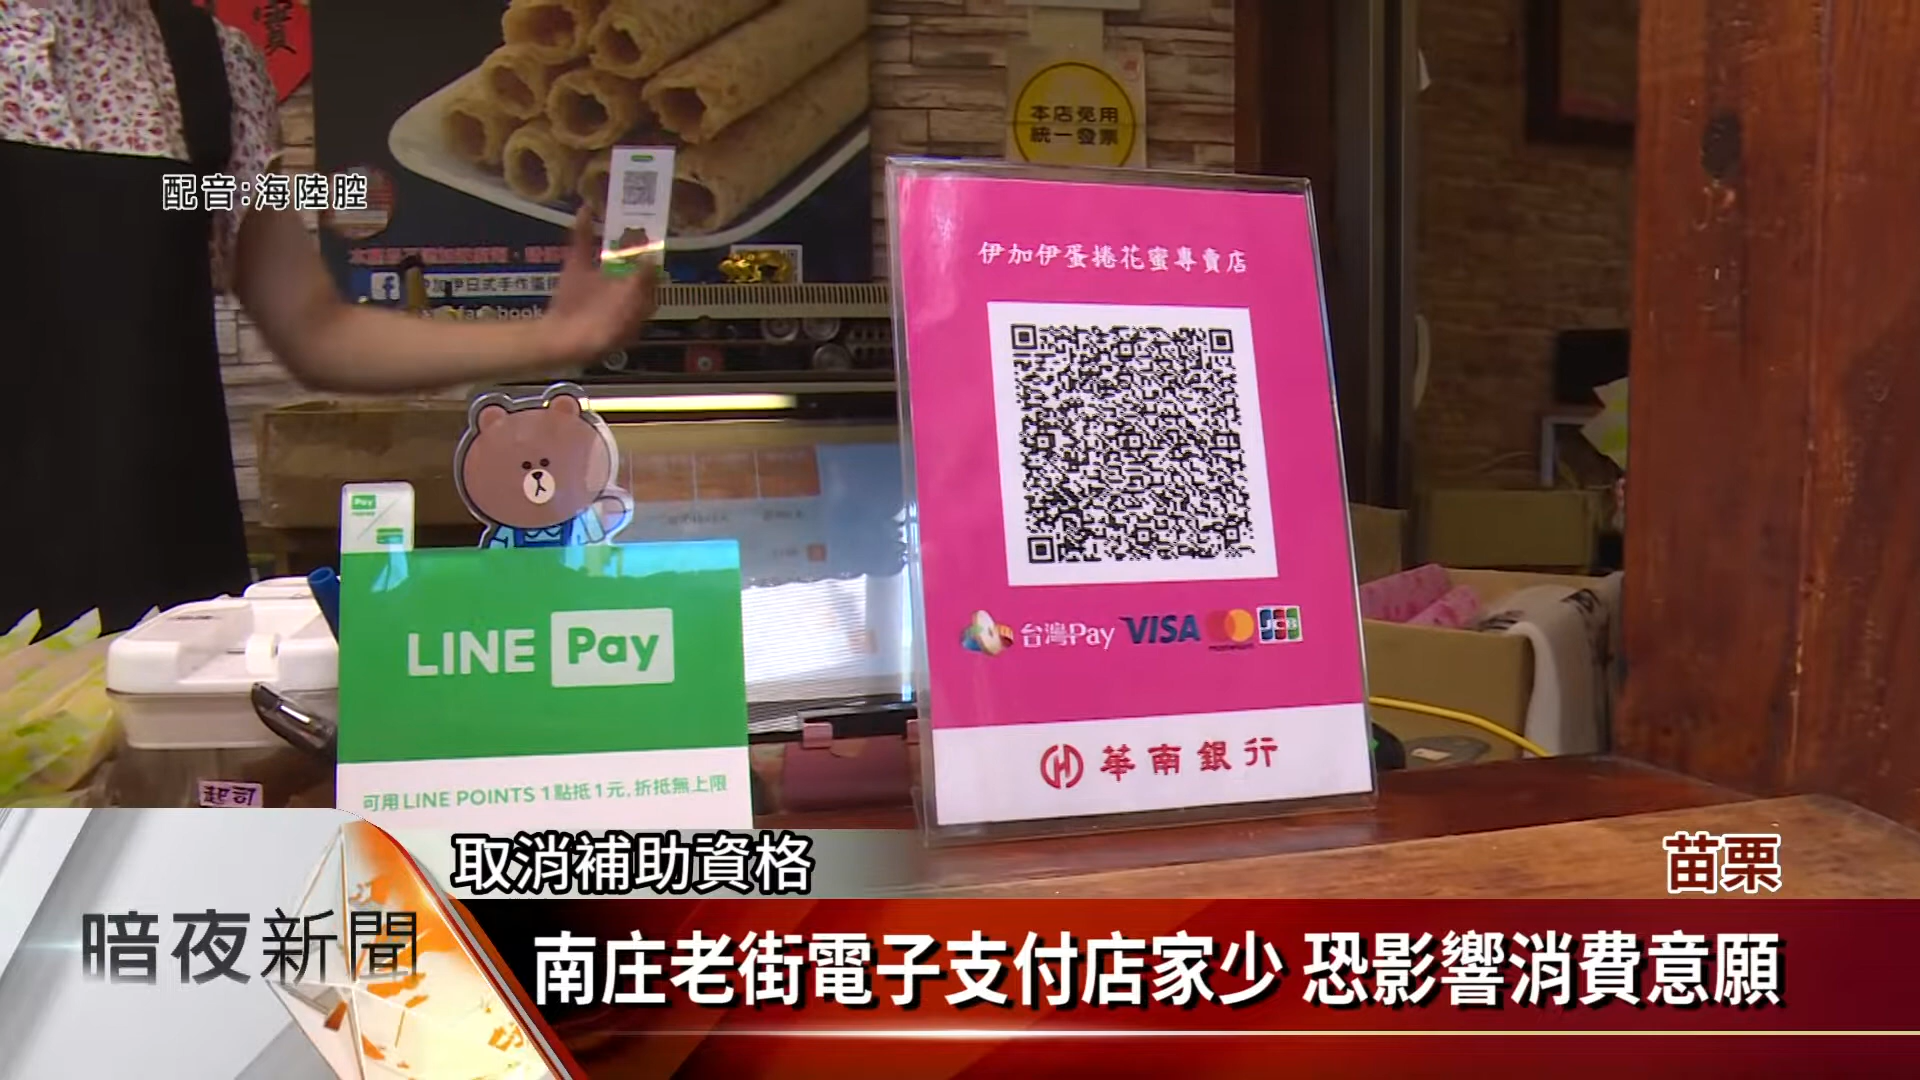 本店免用
統一發票
配音:海陸腔
伊加伊蛋捲花蜜專賣店
台灣Pay VISA JCB
華南銀行
Pay
LINE Pay
可用LINE POINTS 1點抵1元,折抵無上限
起司
取消補助資格
苗栗
暗夜新聞
南庄老街電子支付店家少 恐影響消費意願